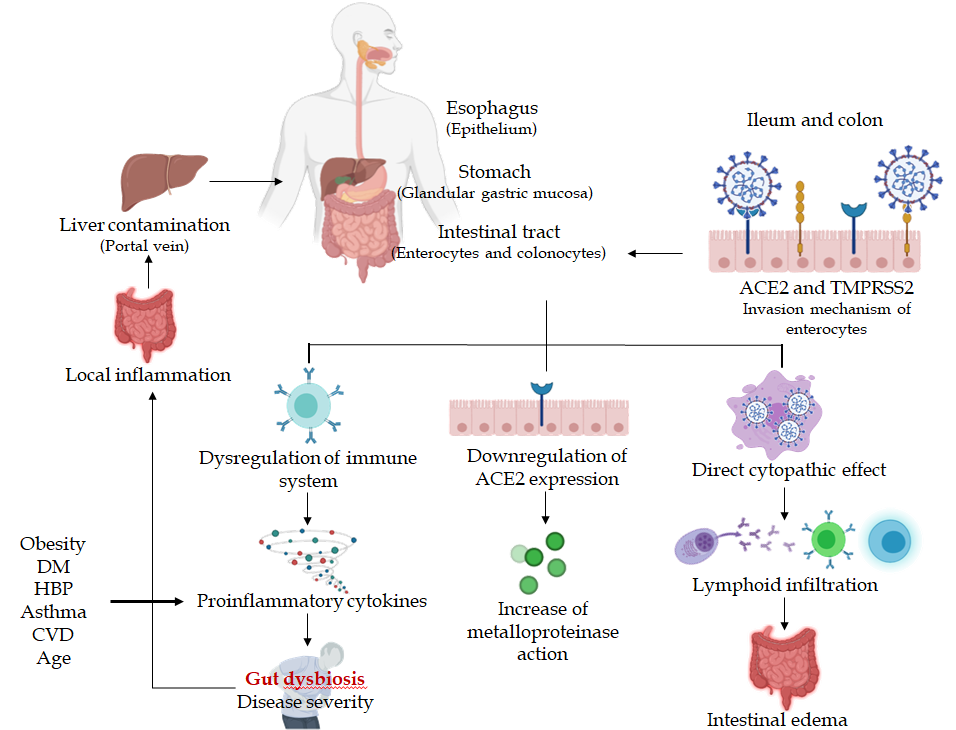 Esophagus
(Epithelium)
Stomach
(Glandular gastric mucosa)
Intestinal tract
(Enterocytes and colonocytes)
Ileum and colon
ACE2 and TMPRSS2
Invasion mechanism of
enterocytes
Liver contamination
(Portal vein)
Local inflammation
Dysregulation of immune
system
Downregulation of
ACE2 expression
Direct cytopathic effect
Obesity
DM
HBP
Asthma
CVD
Age
Proinflammatory cytokines
Increase of
metalloproteinase
action
Lymphoid infiltration
Gut dysbiosis
Disease severity
Intestinal edema